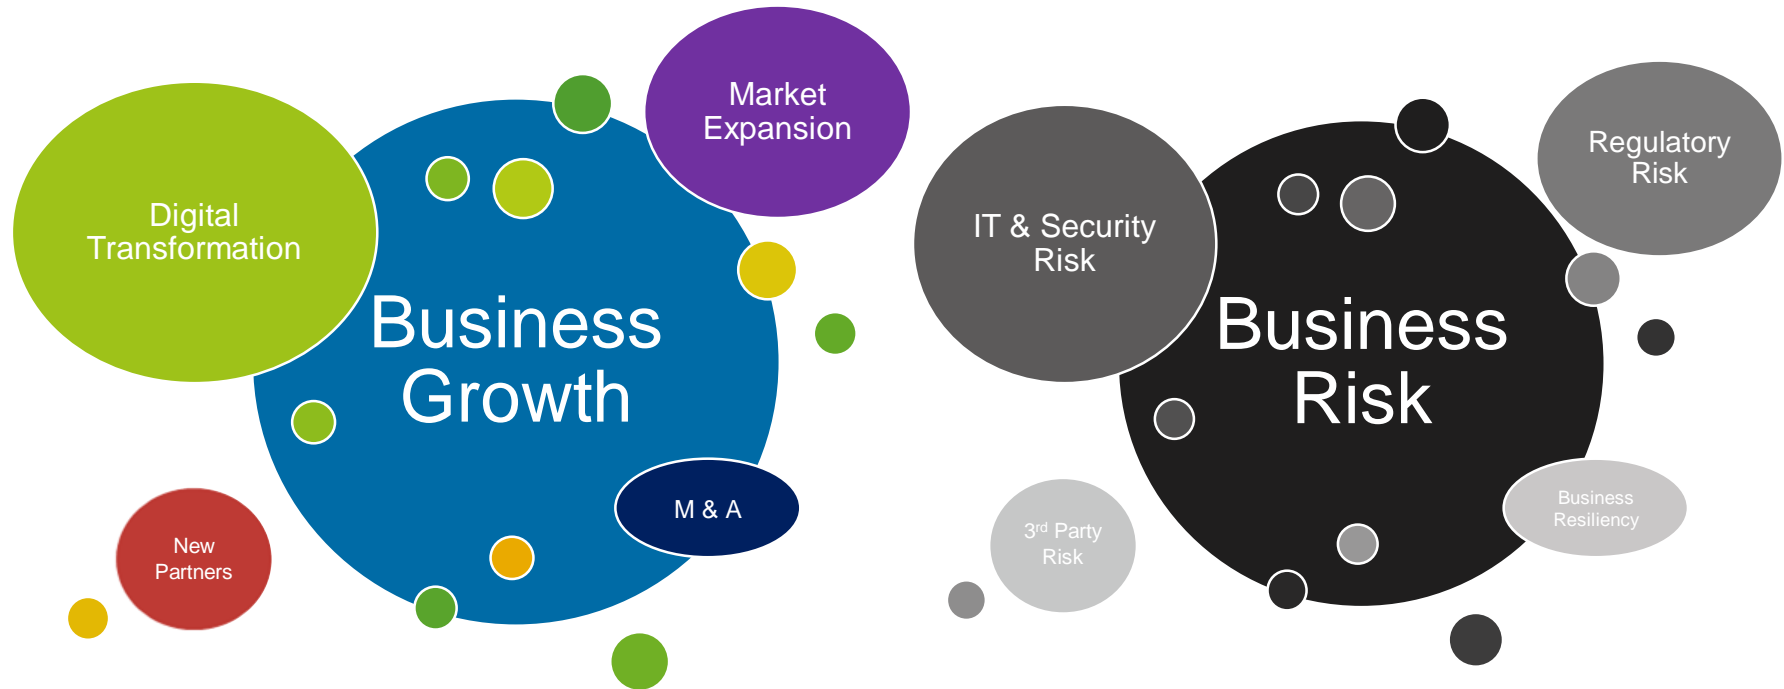 Market
Expansion
Digital
Transformation
Business
Growth
M & A
New
Partners
Regulatory
Risk
IT & Security
Risk
Business
Risk
Business
Resiliency
3rd Party
Risk